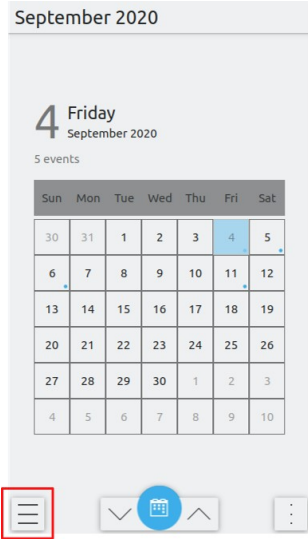 September 2020
4 Friday
September 2020
5 events
Sun Mon Tue Wed Thu Fri Sat
30 31 1 2 3 4 5
6 7 8 9 10 11 12
13 14 15 16 17 18 19
20 21 22 23 24 25 26
27 28 29 30 1 2 3
4 5 6 7 8 9 10